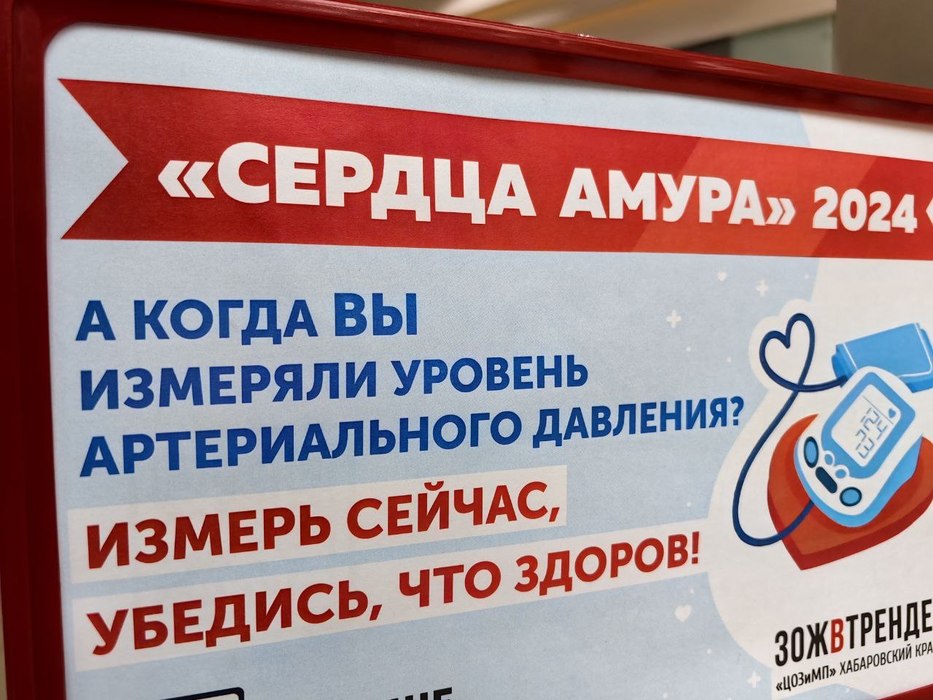 «СЕРДЦА АМУРА» 2024
А КОГДА ВЫ
ИЗМЕРЯЛИ УРОВЕНЬ
АРТЕРИАЛЬНОГО ДАВЛЕНИЯ?
ИЗМЕРЬ СЕЙЧАС,
УБЕДИСЬ, ЧТО ЗДОРОВ!
ЗОЖВТРЕНДЕ
«ЦОЗиМП» ХАБАРОВСКИЙ КРА